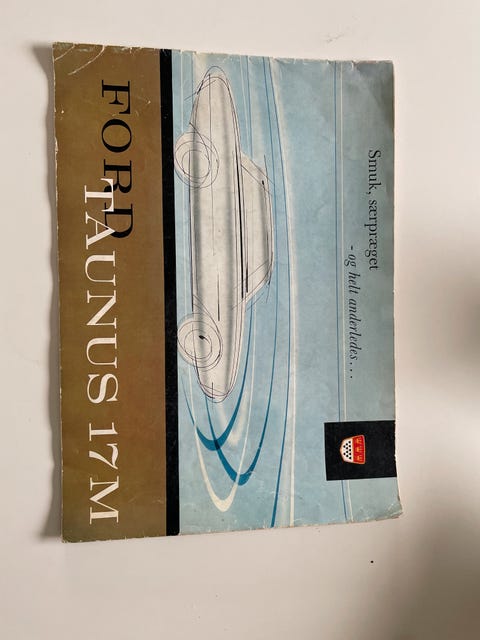 Smuk, særpræget
- og helt anderledes...
FORD
TAUNUS 17M